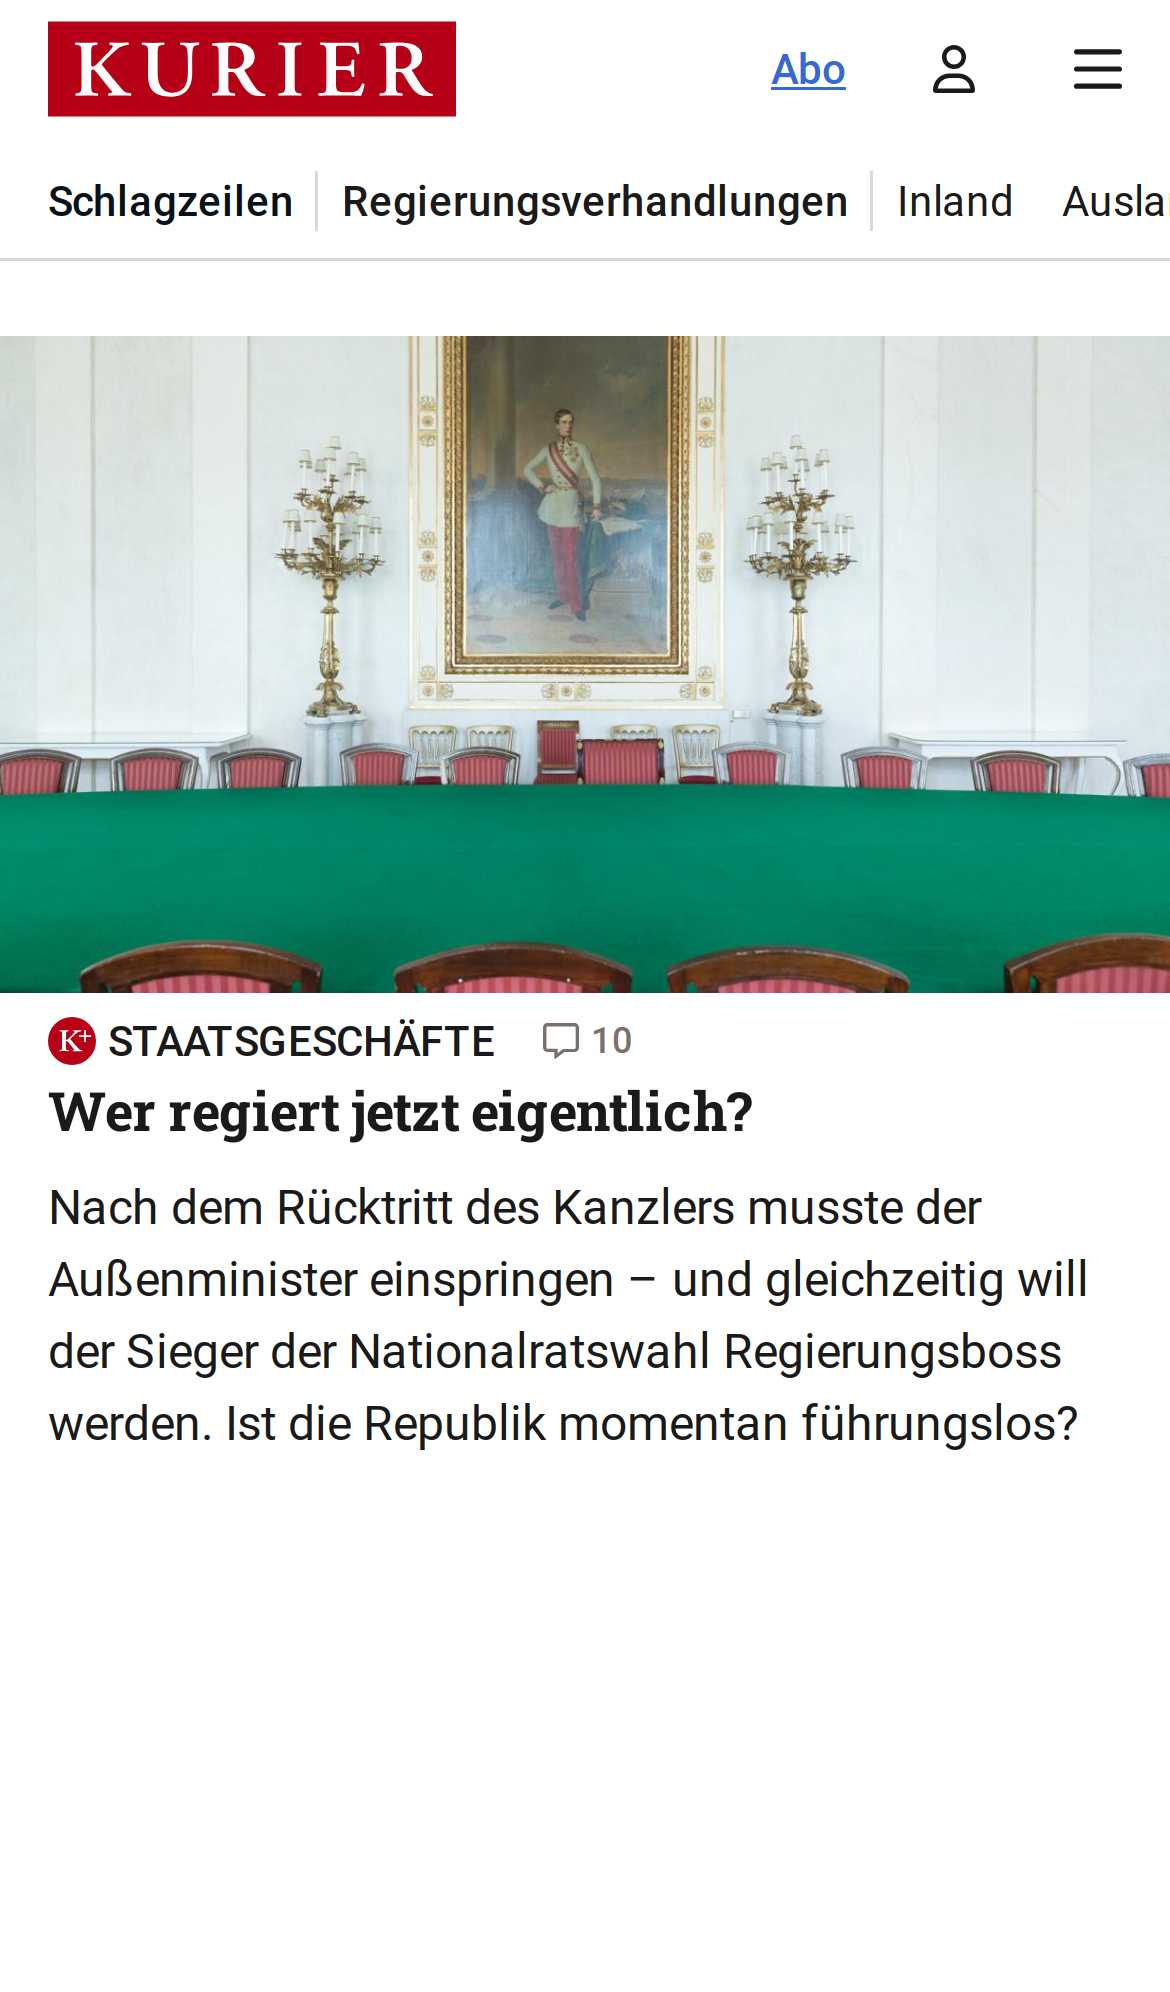 KURIER
Abo
Schlagzeilen
Regierungsverhandlungen
Inland
Ausla
K+ STAATSGESCHÄFTE 10
Wer regiert jetzt eigentlich?
Nach dem Rücktritt des Kanzlers musste der
Außenminister einspringen – und gleichzeitig will
der Sieger der Nationalratswahl Regierungsboss
werden. Ist die Republik momentan führungslos?